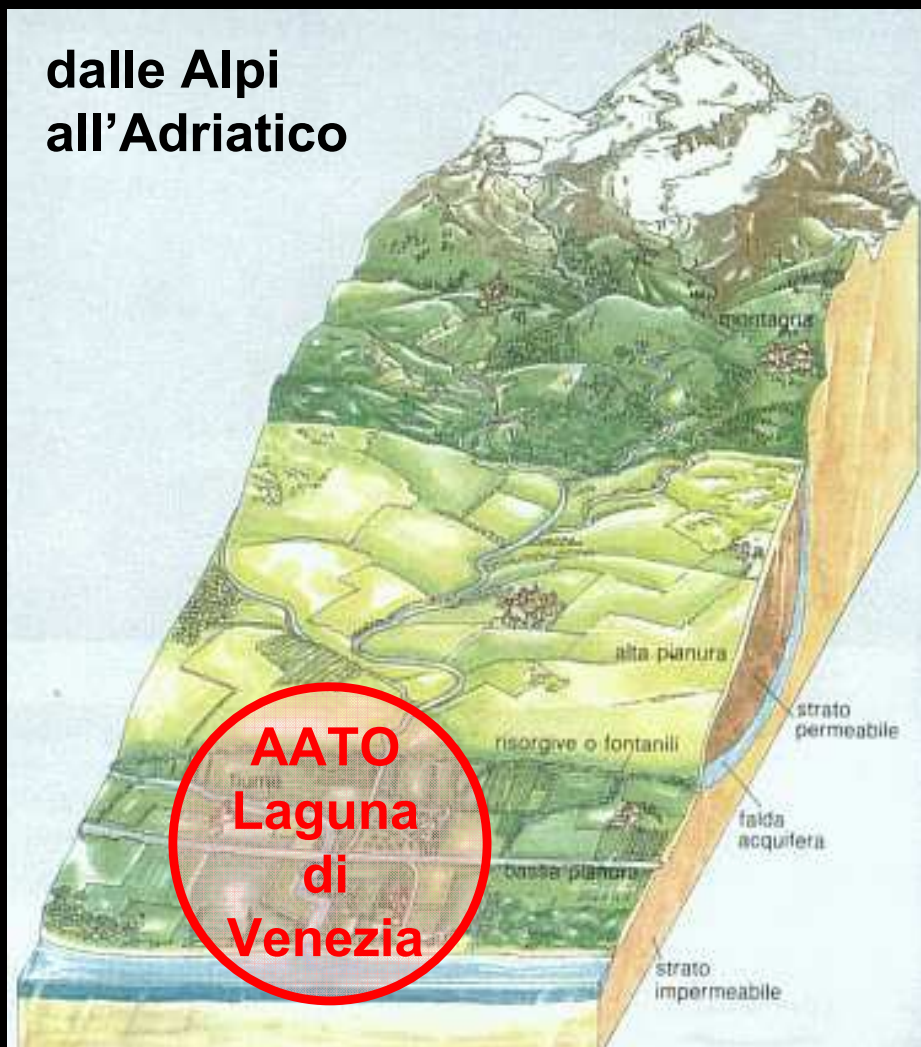 dalle Alpi
all’Adriatico
montagna
alta pianura
strato
permeabile
risorgive o fontanili
AATO
fiume
Laguna
falda
acquifera
di
bassa pianura
Venezia
strato
impermeabile